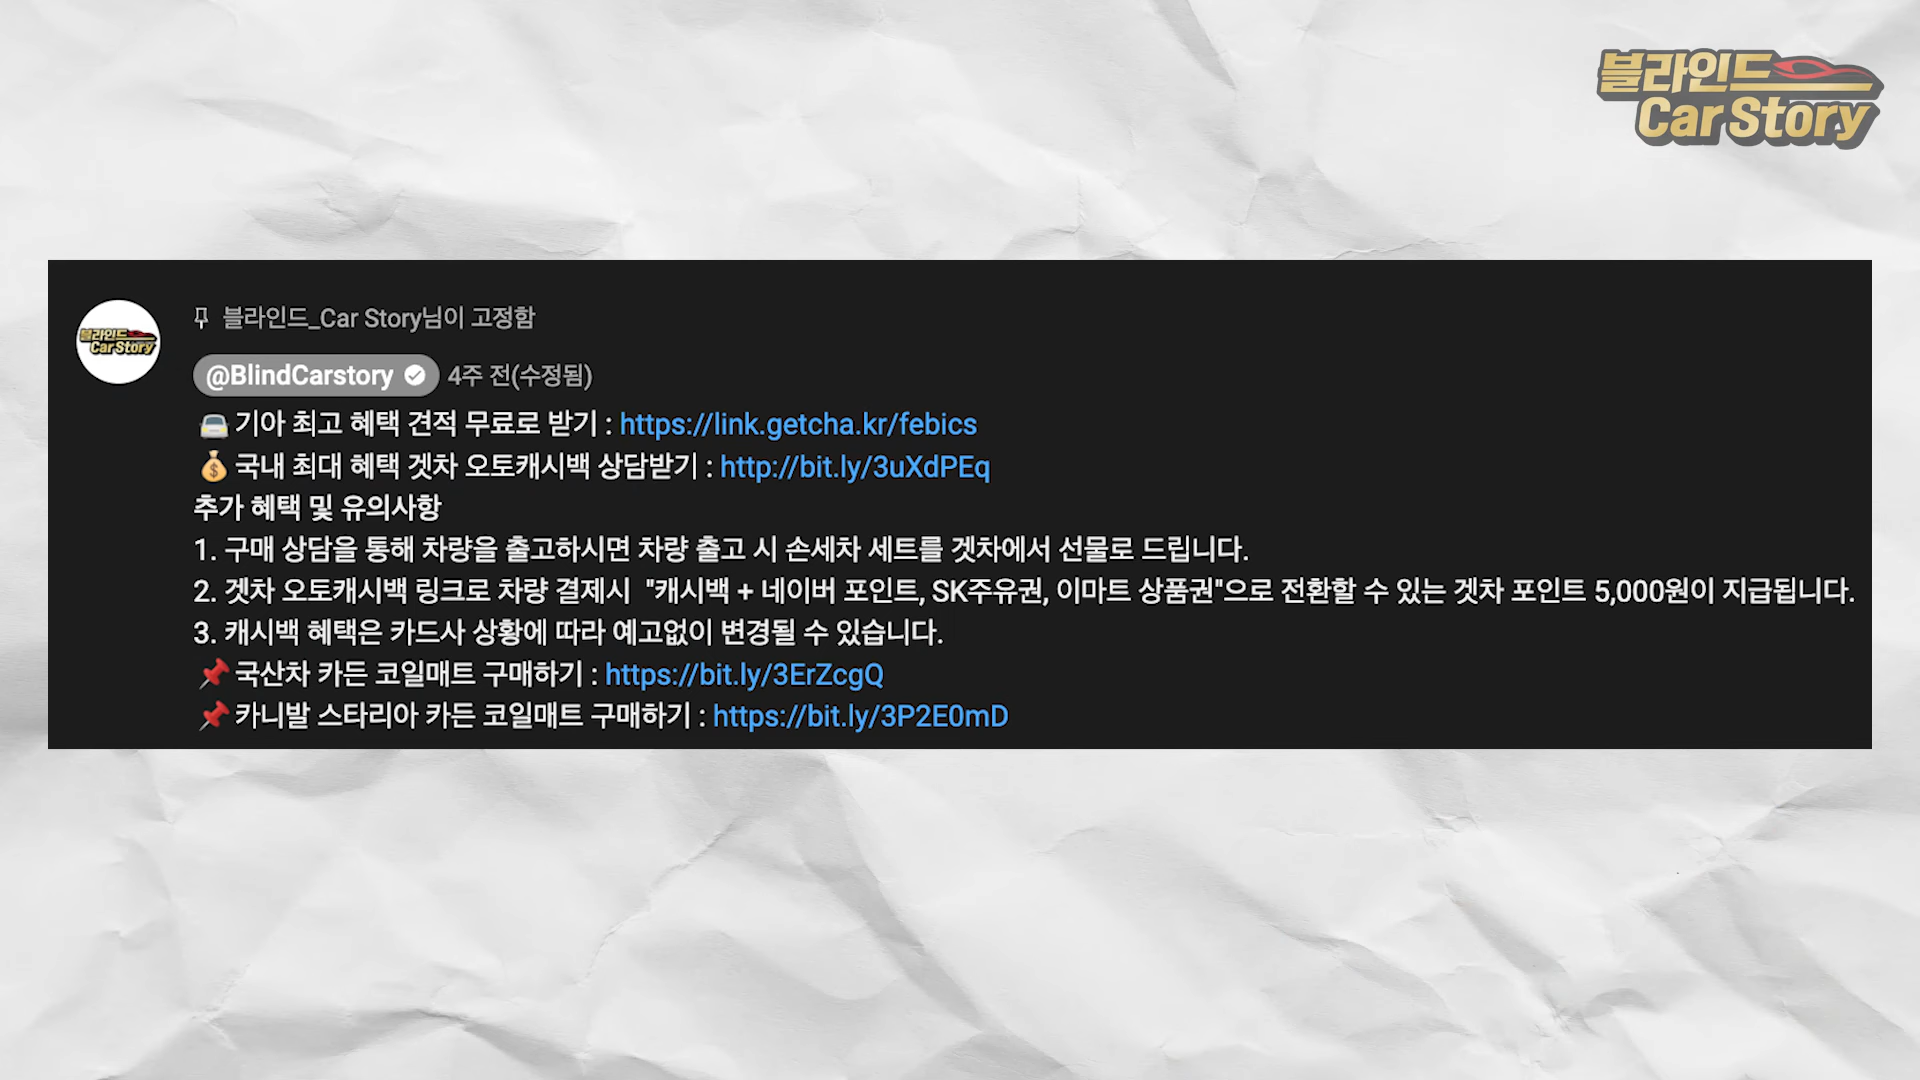 블라인드
Car Story
블라인드
Car Story
블라인드_Car Story님이 고정함
@BlindCarstory 4주 전(수정됨)
🚘 기아 최고 혜택 견적 무료로 받기 : https://link.getcha.kr/febics
💰 국내 최대 혜택 겟차 오토캐시백 상담받기 : http://bit.ly/3uXdPEq
추가 혜택 및 유의사항
1. 구매 상담을 통해 차량을 출고하시면 차량 출고 시 손세차 세트를 겟차에서 선물로 드립니다.
2. 겟차 오토캐시백 링크로 차량 결제시 "캐시백 + 네이버 포인트, SK주유권, 이마트 상품권"으로 전환할 수 있는 겟차 포인트 5,000원이 지급됩니다.
3. 캐시백 혜택은 카드사 상황에 따라 예고없이 변경될 수 있습니다.
📌 국산차 카든 코일매트 구매하기 : https://bit.ly/3ErZcgQ
📌 카니발 스타리아 카든 코일매트 구매하기 : https://bit.ly/3P2E0mD